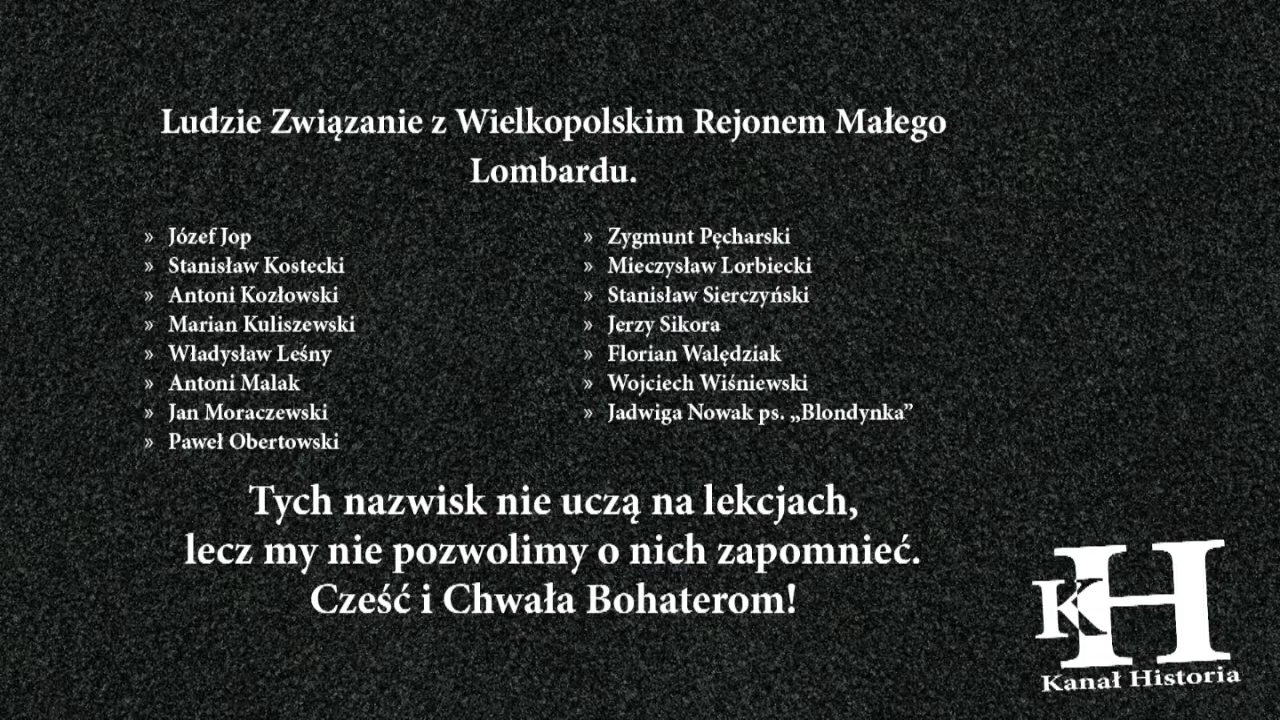 Ludzie Związanie z Wielkopolskim Rejonem Małego
Lombardu.
» Józef Jop
» Stanisław Kostecki
» Antoni Kozłowski
» Marian Kuliszewski
» Władysław Leśny
» Antoni Malak
» Jan Moraczewski
» Paweł Obertowski
» Zygmunt Pęcharski
» Mieczysław Lorbiecki
» Stanisław Sierczyński
» Jerzy Sikora
» Florian Walędziak
» Wojciech Wiśniewski
» Jadwiga Nowak ps. „Blondynka”
Tych nazwisk nie uczą na lekcjach,
lecz my nie pozwolimy o nich zapomnieć.
Cześć i Chwała Bohaterom!
KH
Kanał Historia